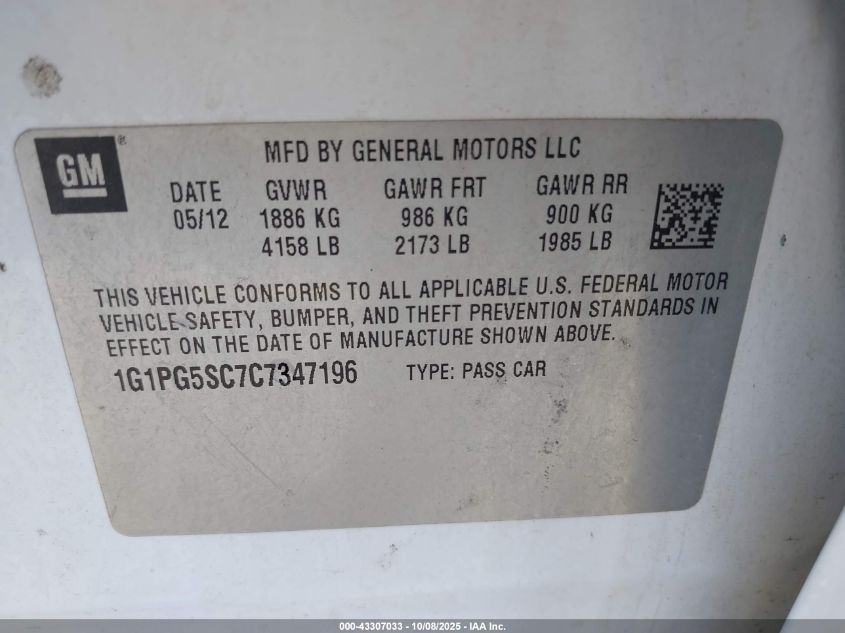 GM
MFD BY GENERAL MOTORS LLC
DATE GVWR GAWR FRT GAWR RR
05/12 1886 KG 986 KG 900 KG
4158 LB 2173 LB 1985 LB
THIS VEHICLE CONFORMS TO ALL APPLICABLE U.S. FEDERAL MOTOR
VEHICLE SAFETY, BUMPER, AND THEFT PREVENTION STANDARDS IN
EFFECT ON THE DATE OF MANUFACTURE SHOWN ABOVE.
1G1PG5SC7C7347196 TYPE: PASS CAR
000-43307033 - 10/08/2025 - IAA Inc.